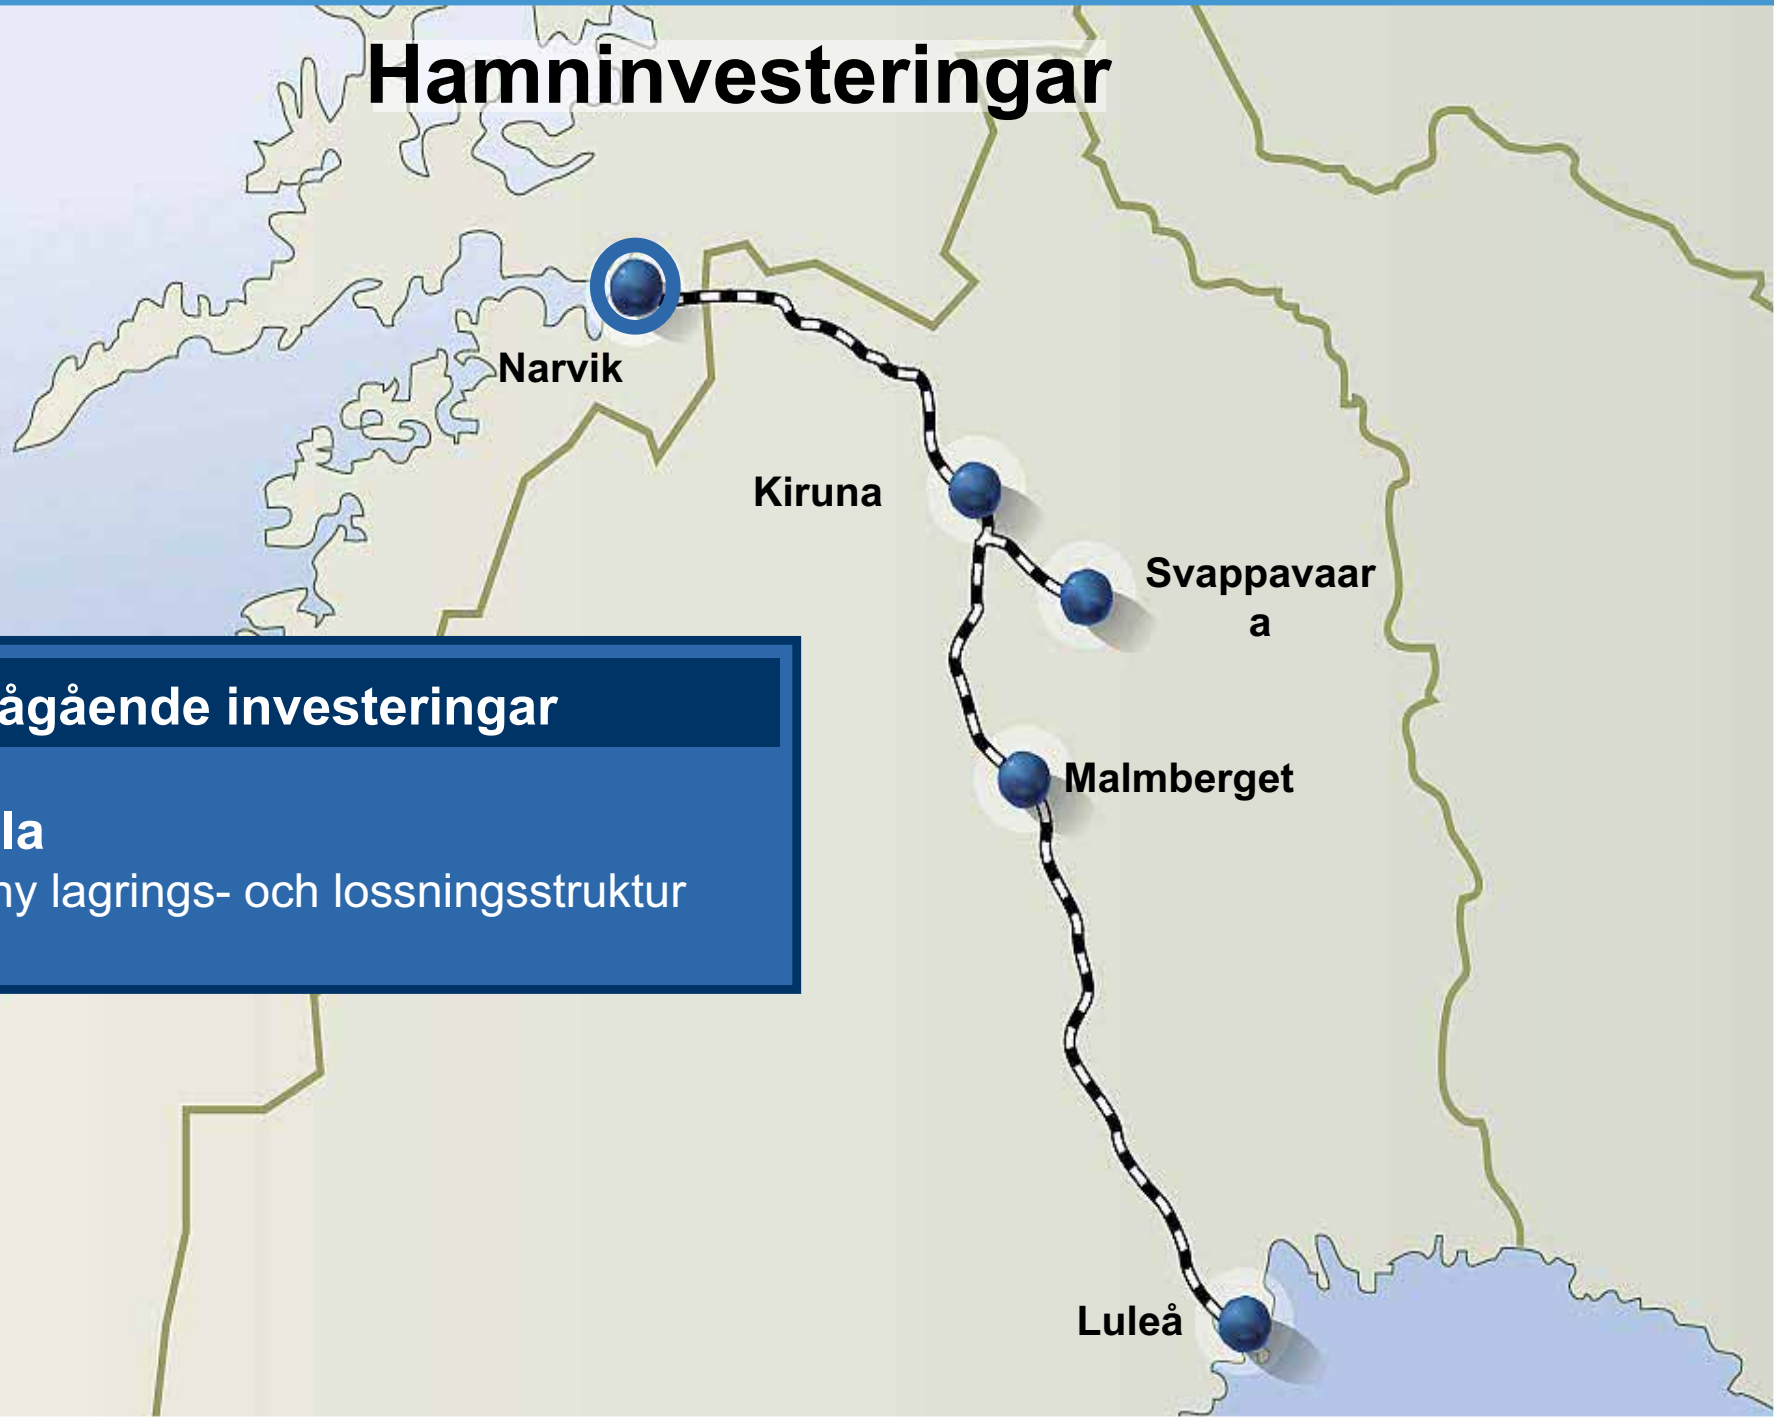 Hamninvesteringar
Narvik
Kiruna
Svappavaar
a
ågående investeringar
Malmberget
la
ny lagrings- och lossningsstruktur
Luleå